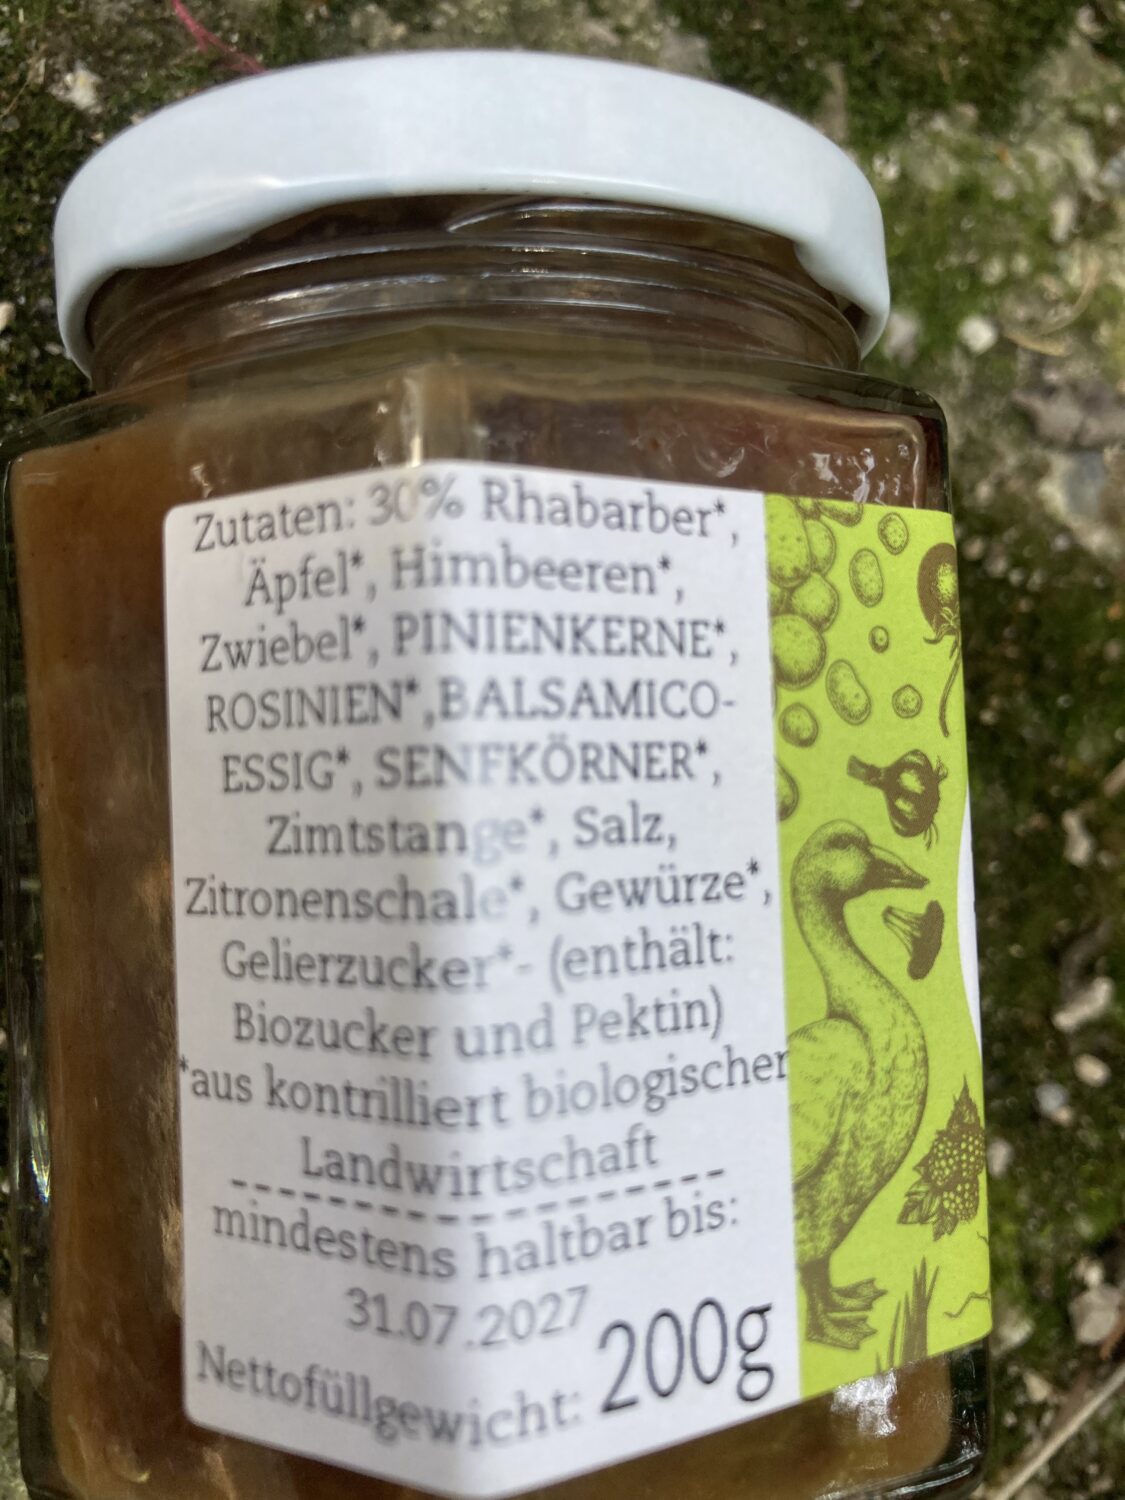 Zutaten: 30% Rhabarber*,
Äpfel*, Himbeeren*,
Zwiebel*, PINIENKERNE*,
ROSINIEN*,BALSAMICO-
ESSIG*, SENFKÖRNER*,
Zimtstange*, Salz,
Zitronenschale*, Gewürze*,
Gelierzucker*- (enthält:
Biozucker und Pektin)
*aus kontrilliert biologischer
Landwirtschaft
mindestens haltbar bis:
31.07.2027
Nettofüllgewicht: 200g